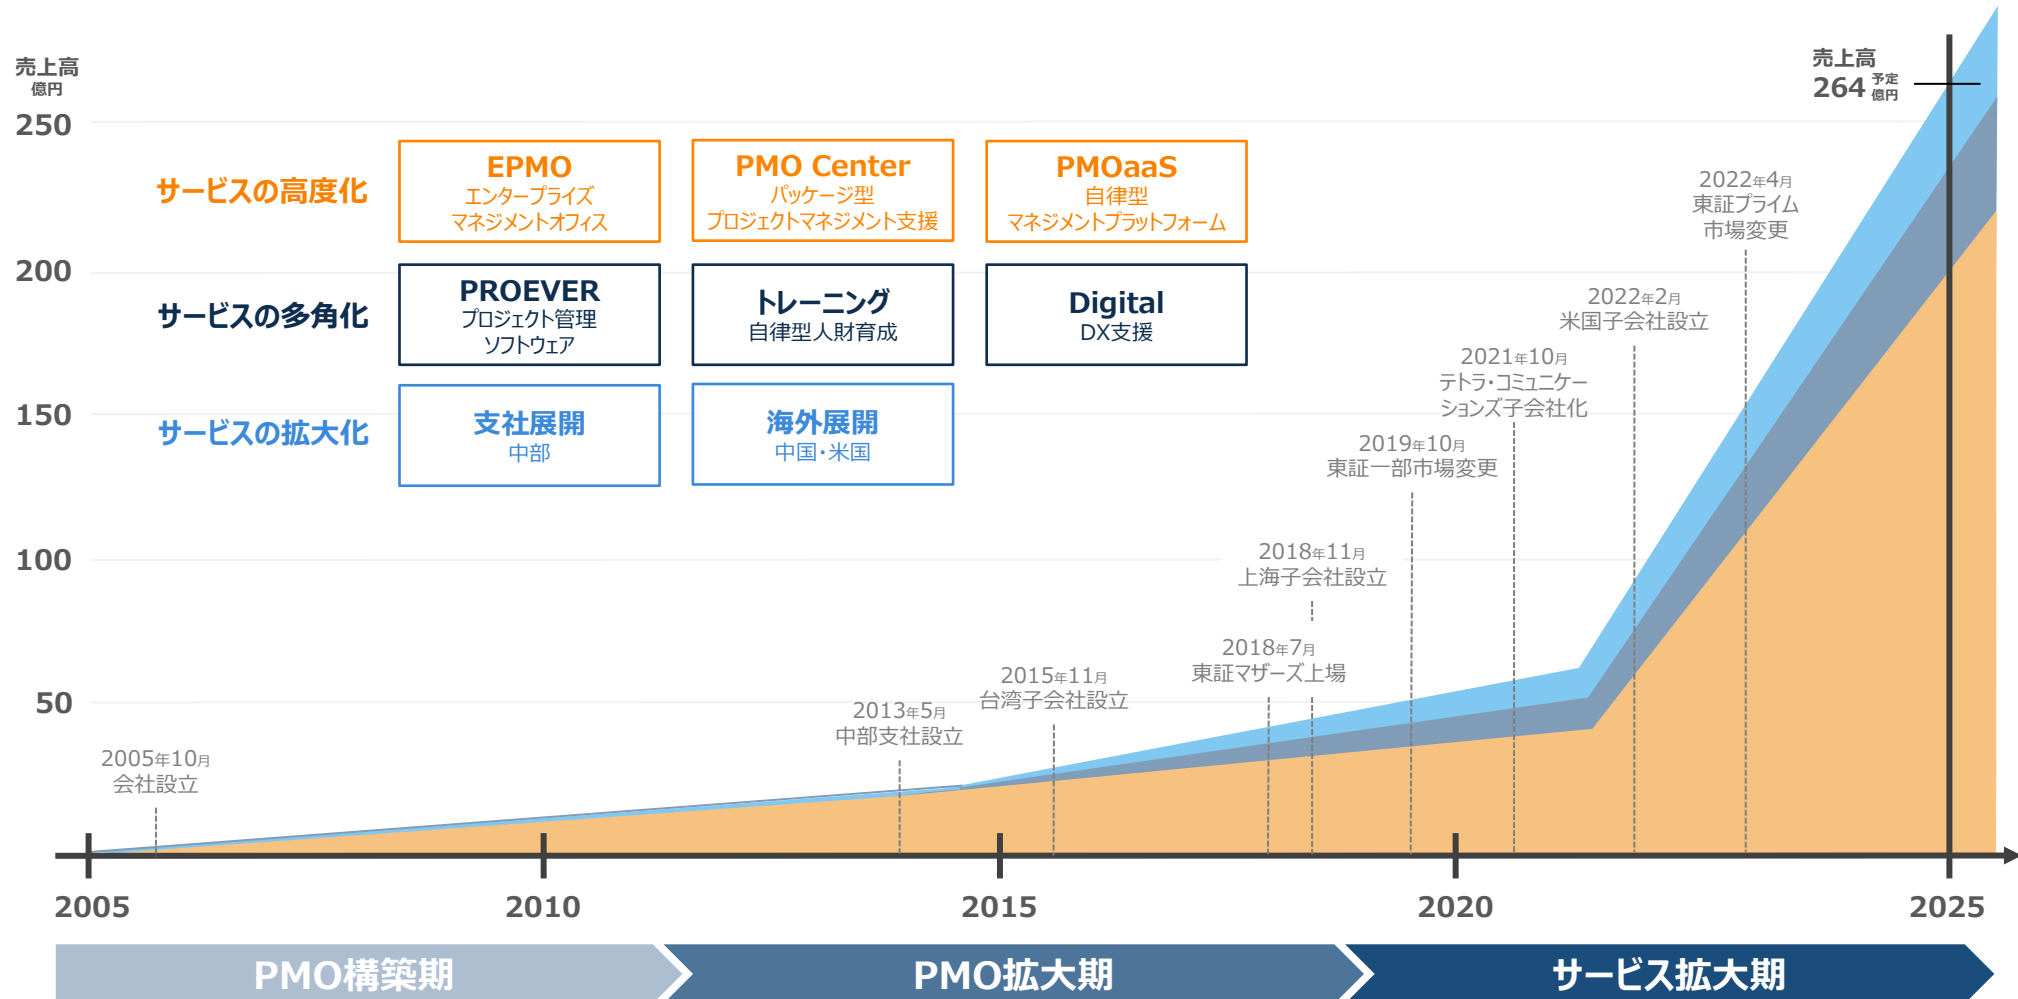 売上高
億円
250
200
150
100
50
サービスの高度化
EPMO
エンタープライズ
マネジメントオフィス
PMO Center
パッケージ型
プロジェクトマネジメント支援
PMOaaS
自律型
マネジメントプラットフォーム
サービスの多角化
PROEVER
プロジェクト管理
ソフトウェア
トレーニング
自律型人財育成
Digital
DX支援
サービスの拡大化
支社展開
中部
海外展開
中国・米国
2005年10月
会社設立
2013年5月
中部支社設立
2015年11月
台湾子会社設立
2018年7月
東証マザーズ上場
2018年11月
上海子会社設立
2019年10月
東証一部市場変更
2021年10月
テトラ・コミュニケー
ションズ子会社化
2022年2月
米国子会社設立
2022年4月
東証プライム
市場変更
売上高
264 予定
億円
2005
2010
2015
2020
2025
PMO構築期
PMO拡大期
サービス拡大期